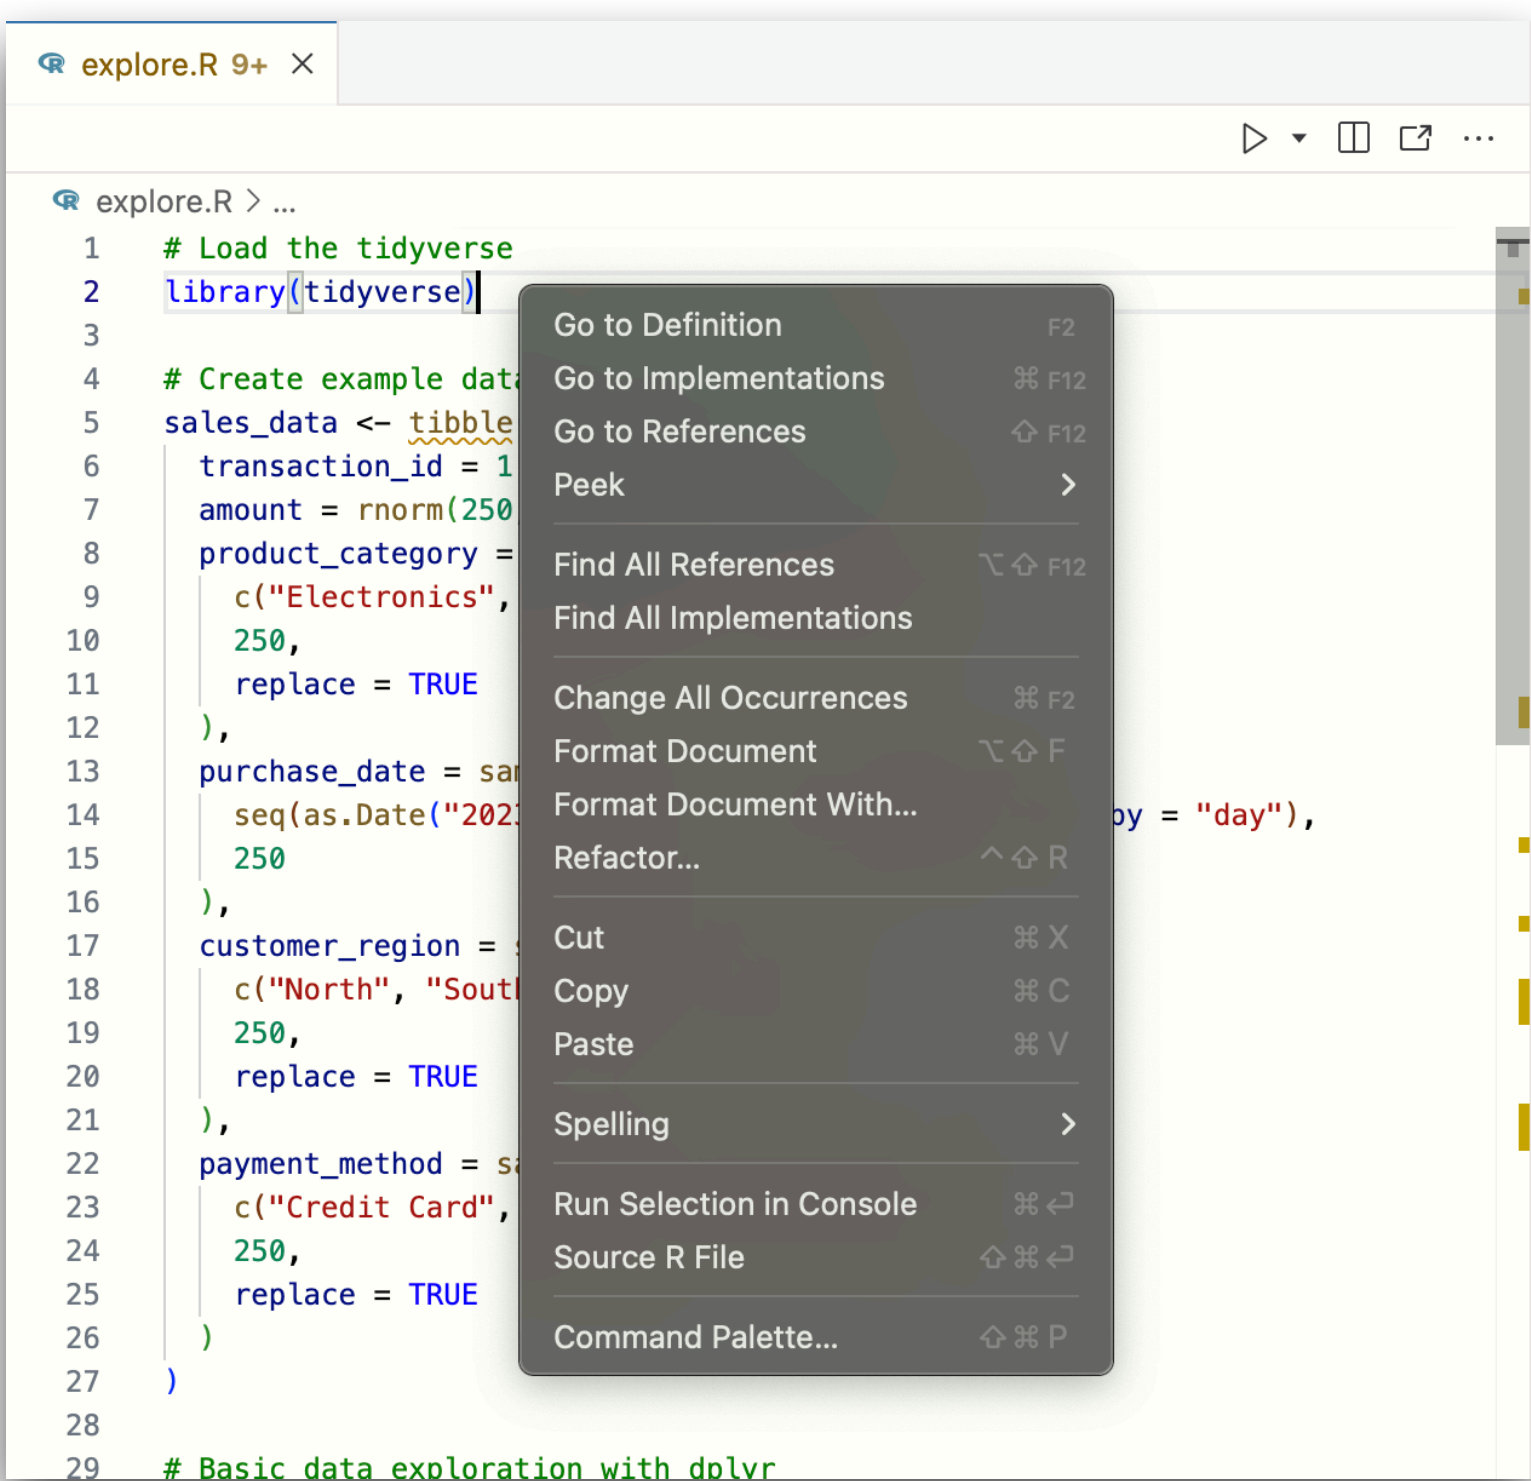 explore.R 9+
explore.R > ...
1 # Load the tidyverse
2 library(tidyverse)
3
4 # Create example data
5 sales_data <- tibble
6 transaction_id = 1
7 amount = rnorm(250
8 product_category =
9 c("Electronics",
10 250,
11 replace = TRUE
12 ),
13 purchase_date =
14 seq(as.Date("2023 by = "day"),
15 250
16 ),
17 customer_region =
18 c("North", "South
19 250,
20 replace = TRUE
21 ),
22 payment_method =
23 c("Credit Card",
24 250,
25 replace = TRUE
26 )
27 )
28
29 # Basic data exploration with dplyr
Go to Definition F2
Go to Implementations ⌘ F12
Go to References ⇧ F12
Peek >
Find All References ⌥⇧ F12
Find All Implementations
Change All Occurrences ⌘ F2
Format Document ⌥⇧ F
Format Document With...
Refactor... ^⇧ R
Cut ⌘ X
Copy ⌘ C
Paste ⌘ V
Spelling >
Run Selection in Console ⌘↩
Source R File ⇧⌘↩
Command Palette... ⇧⌘ P